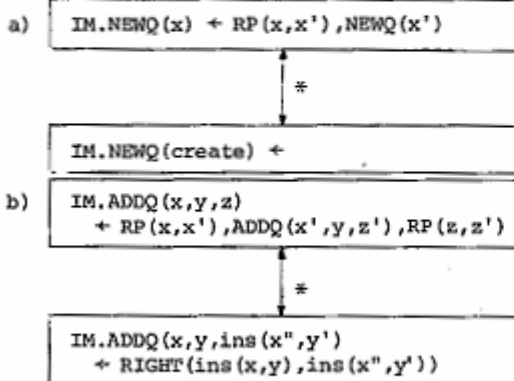 a) IM.NEWQ(x) ← RP(x,x'),NEWQ(x')
*
IM.NEWQ(create) ←
b) IM.ADDQ(x,y,z)
← RP(x,x'),ADDQ(x',y,z'),RP(z,z')
*
IM.ADDQ(x,y,ins(x",y')
← RIGHT(ins(x,y),ins(x",y'))